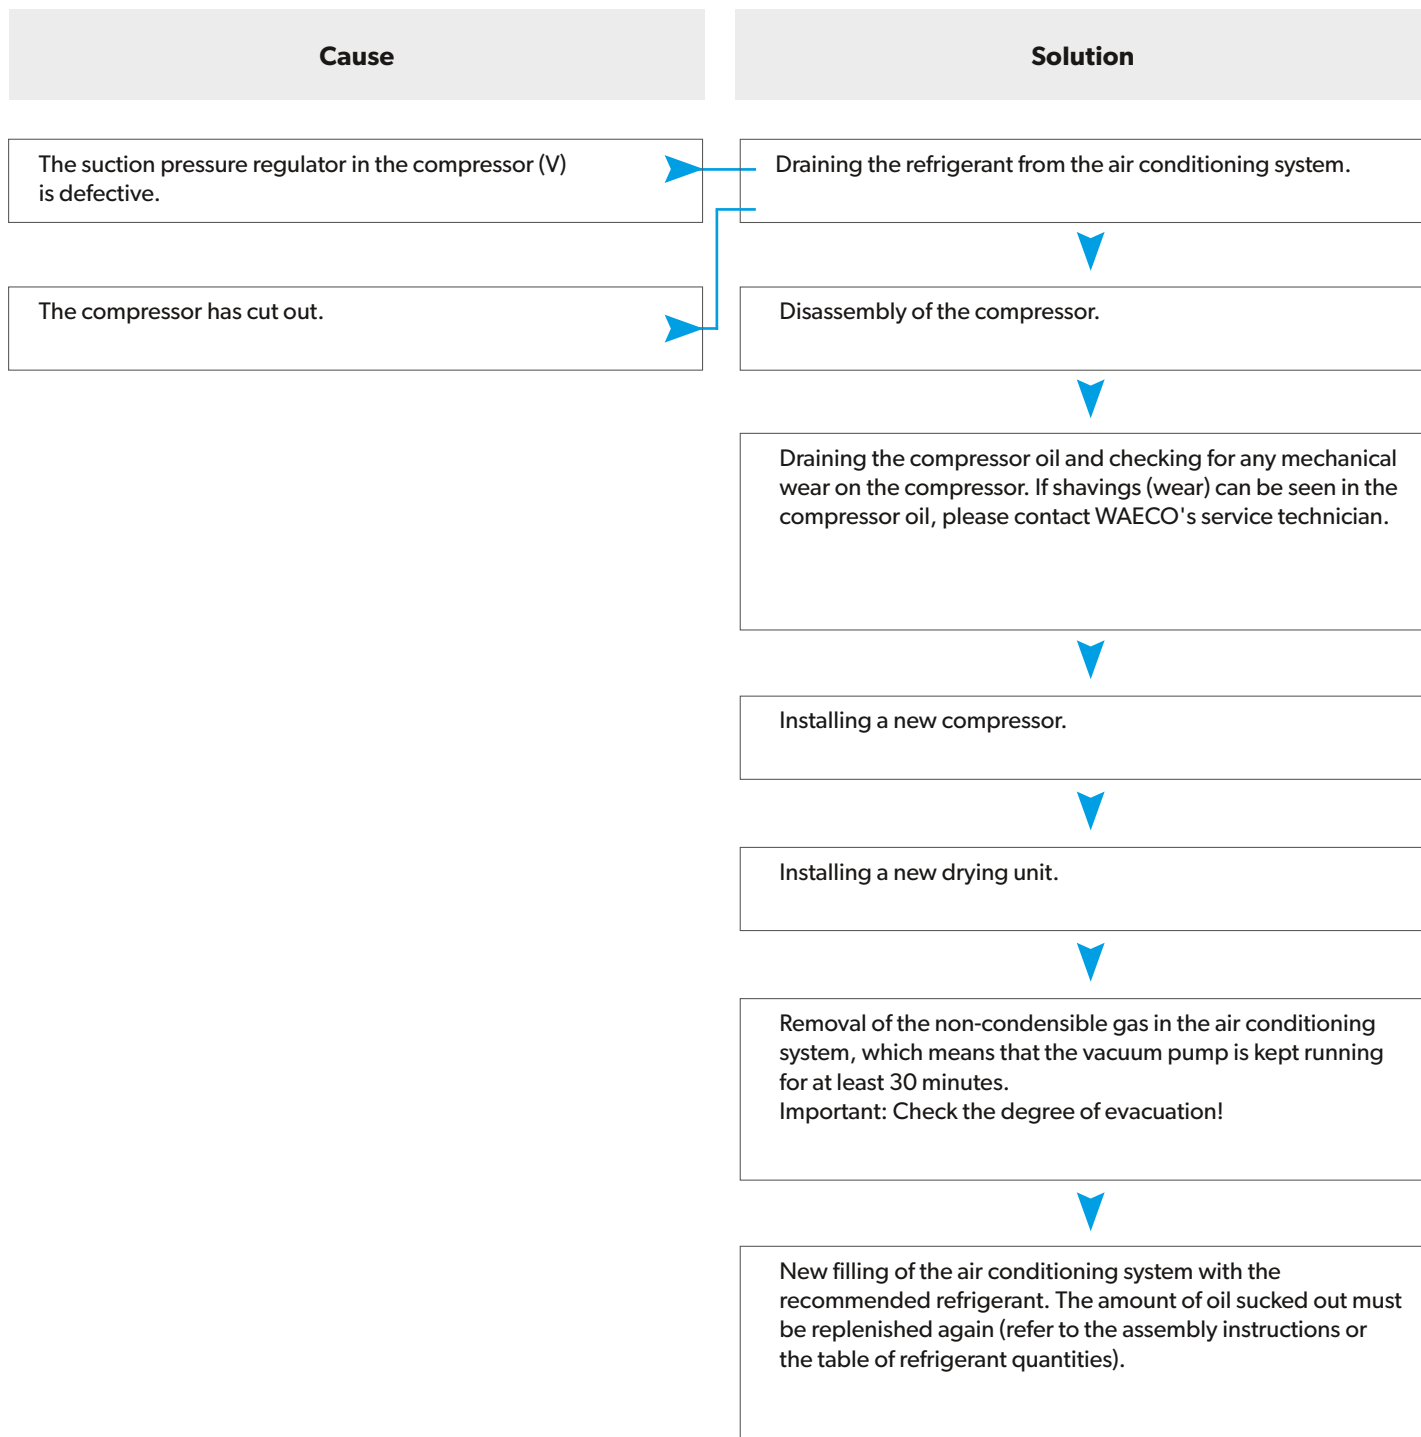 Cause
Solution
The suction pressure regulator in the compressor (V)
is defective.
Draining the refrigerant from the air conditioning system.
The compressor has cut out.
Disassembly of the compressor.
Draining the compressor oil and checking for any mechanical
wear on the compressor. If shavings (wear) can be seen in the
compressor oil, please contact WAECO's service technician.
Installing a new compressor.
Installing a new drying unit.
Removal of the non-condensible gas in the air conditioning
system, which means that the vacuum pump is kept running
for at least 30 minutes.
Important: Check the degree of evacuation!
New filling of the air conditioning system with the
recommended refrigerant. The amount of oil sucked out must
be replenished again (refer to the assembly instructions or
the table of refrigerant quantities).